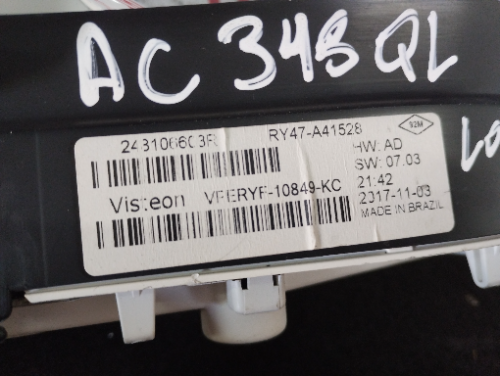 AC 348 QL
248106603R
RY47-A41528
S2M
HW: AD
SW: 07.03
Visteon VPERYF-10849-KC
21:42
2017-11-03
MADE IN BRAZIL